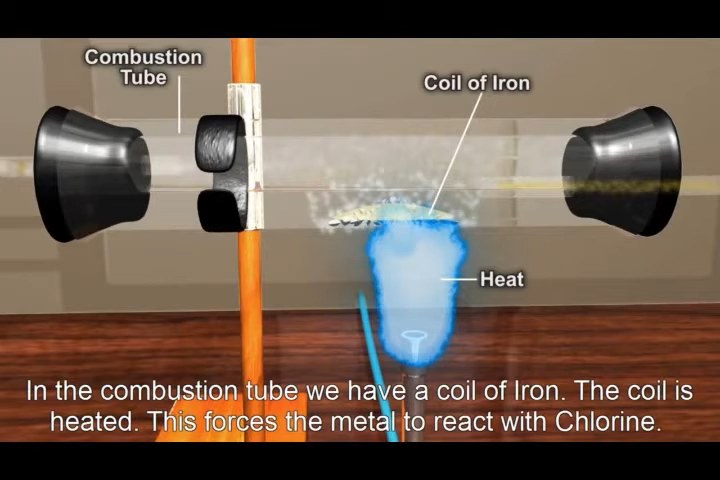 Combustion
Tube
Coil of Iron
Heat
In the combustion tube we have a coil of Iron. The coil is
heated. This forces the metal to react with Chlorine.